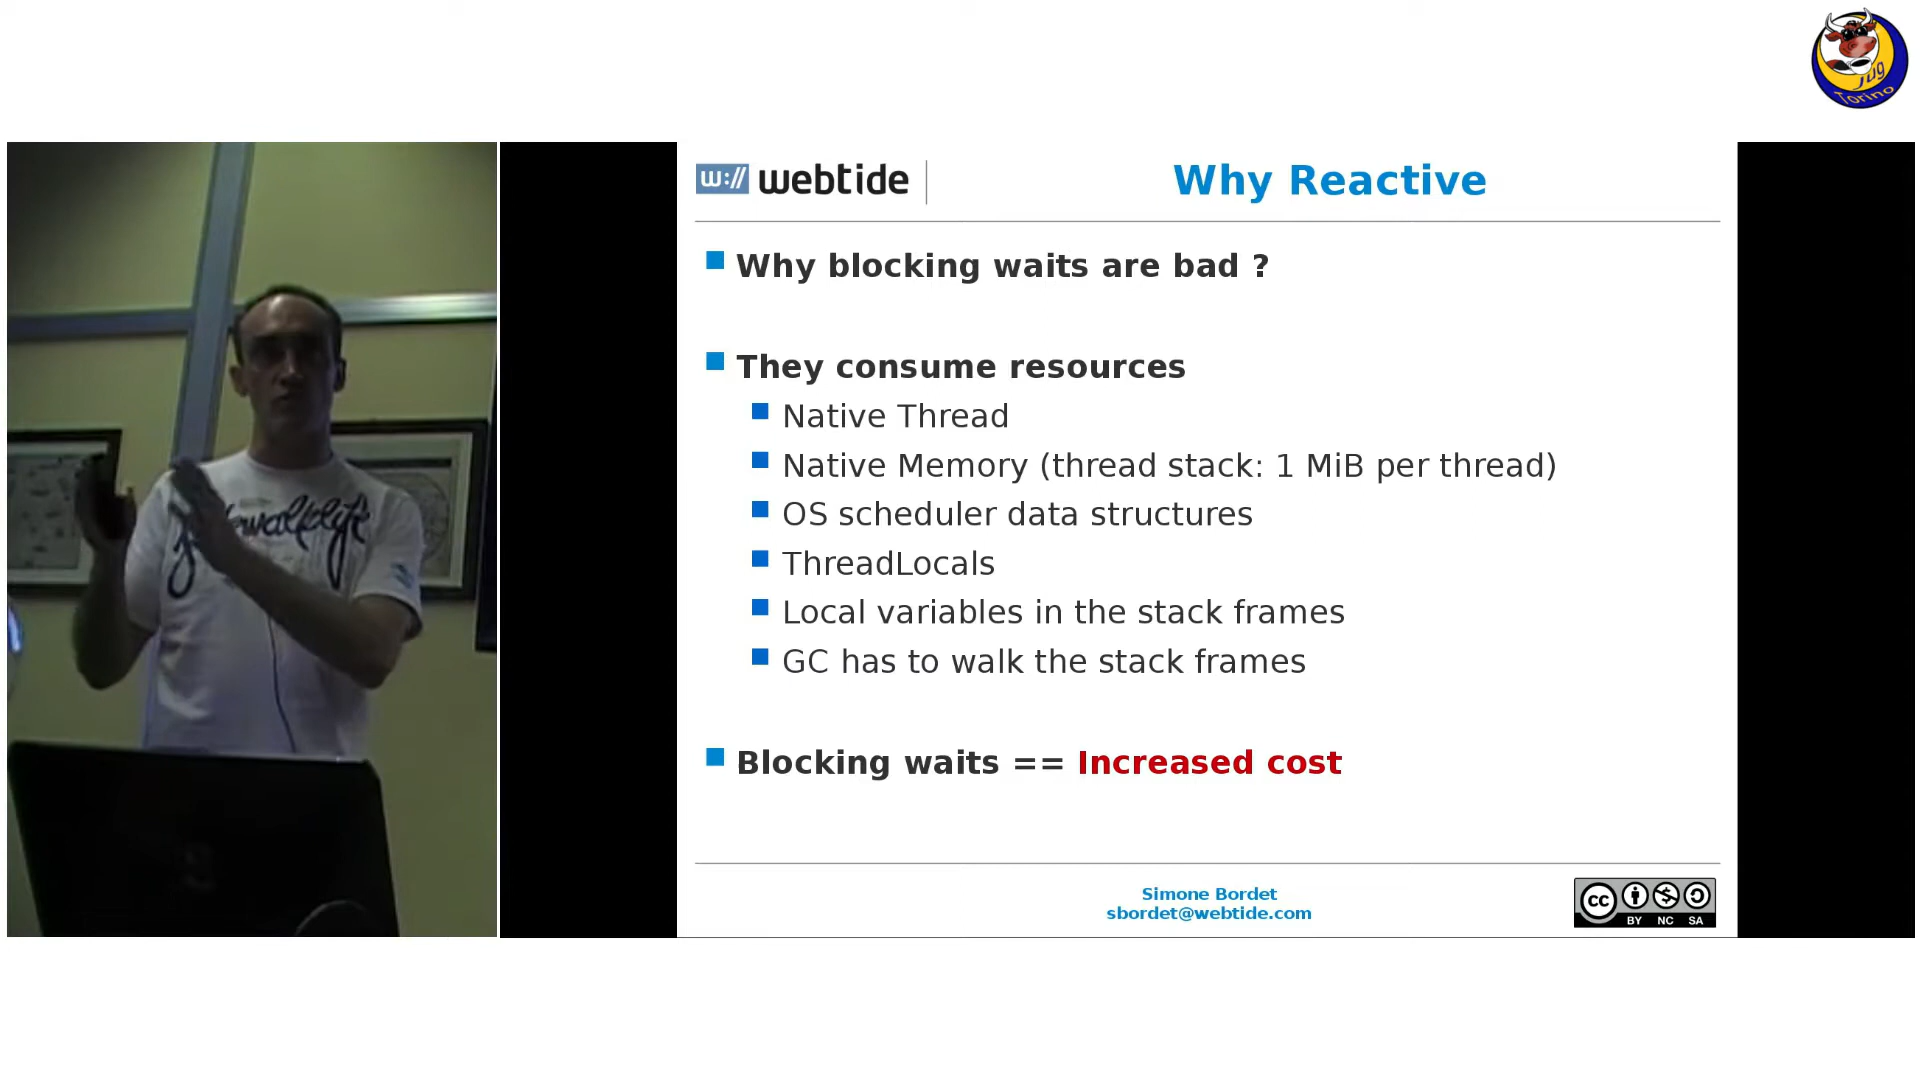 jug
Torino
w://
webtide
Why Reactive
Why blocking waits are bad ?
They consume resources
Native Thread
Native Memory (thread stack: 1 MiB per thread)
OS scheduler data structures
ThreadLocals
Local variables in the stack frames
GC has to walk the stack frames
Blocking waits == Increased cost
Simone Bordet
sbordet@webtide.com
cc
BY NC SA